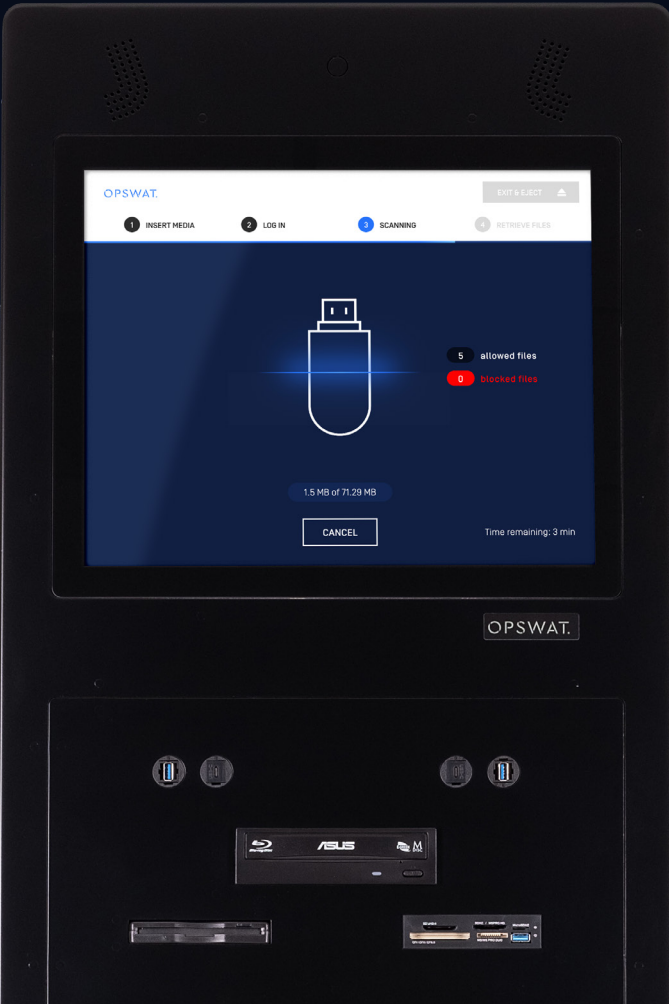 OPSWAT.
EXIT & EJECT
1 INSERT MEDIA
2 LOG IN
3 SCANNING
4 RETRIEVE FILES
5 allowed files
0 blooked files
1.5 MB of 71.29 MB
CANCEL
Time remaining: 3 min
OPSWAT.
ASUS